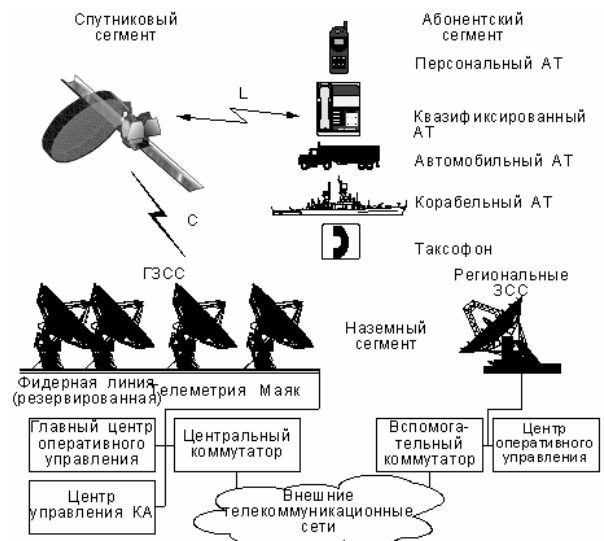 Спутниковый
сегмент
Абонентский
сегмент
Персональный АТ
L
Квазификсированный
АТ
Автомобильный АТ
Корабельный АТ
C
Таксофон
ГЗСС
Региональные
ЗСС
Наземный
сегмент
Фидерная линия
(резервированная)
Телеметрия Маяк
Главный центр
оперативного
управления
Центральный
коммутатор
Вспомога-
тельный
коммутатор
Центр
оперативного
управления
Центр
управления КА
Внешние
телекоммуникационные
сети